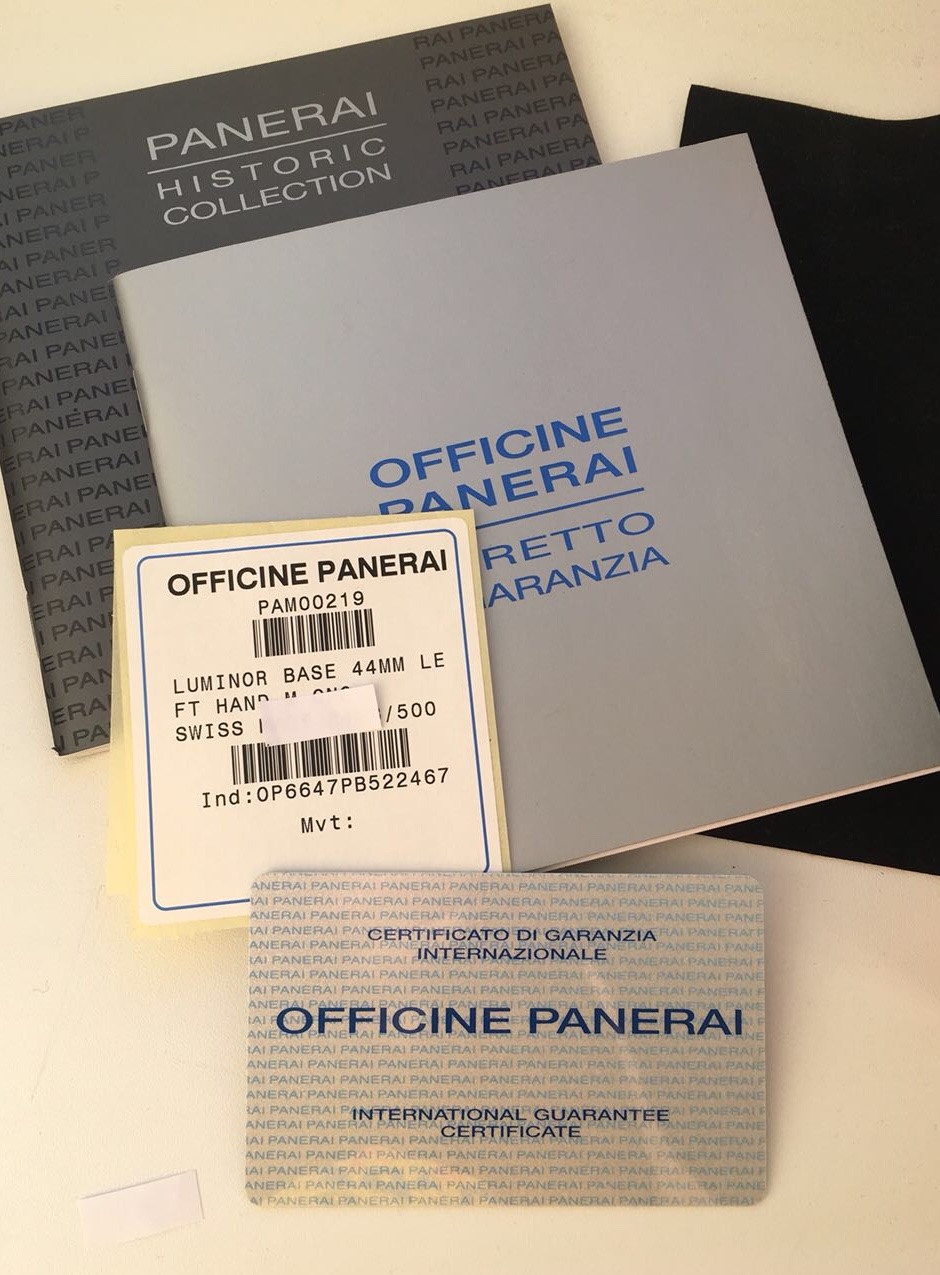 PANERAI
HISTORIC
COLLECTION
OFFICINE
PANERAI
RETTO
ARANZIA
OFFICINE PANERAI
PAM00219
LUMINOR BASE 44MM LE
FT HAND
SWISS /500
Ind:OP6647PB522467
Mvt:
CERTIFICATO DI GARANZIA
INTERNAZIONALE
OFFICINE PANERAI
INTERNATIONAL GUARANTEE
CERTIFICATE